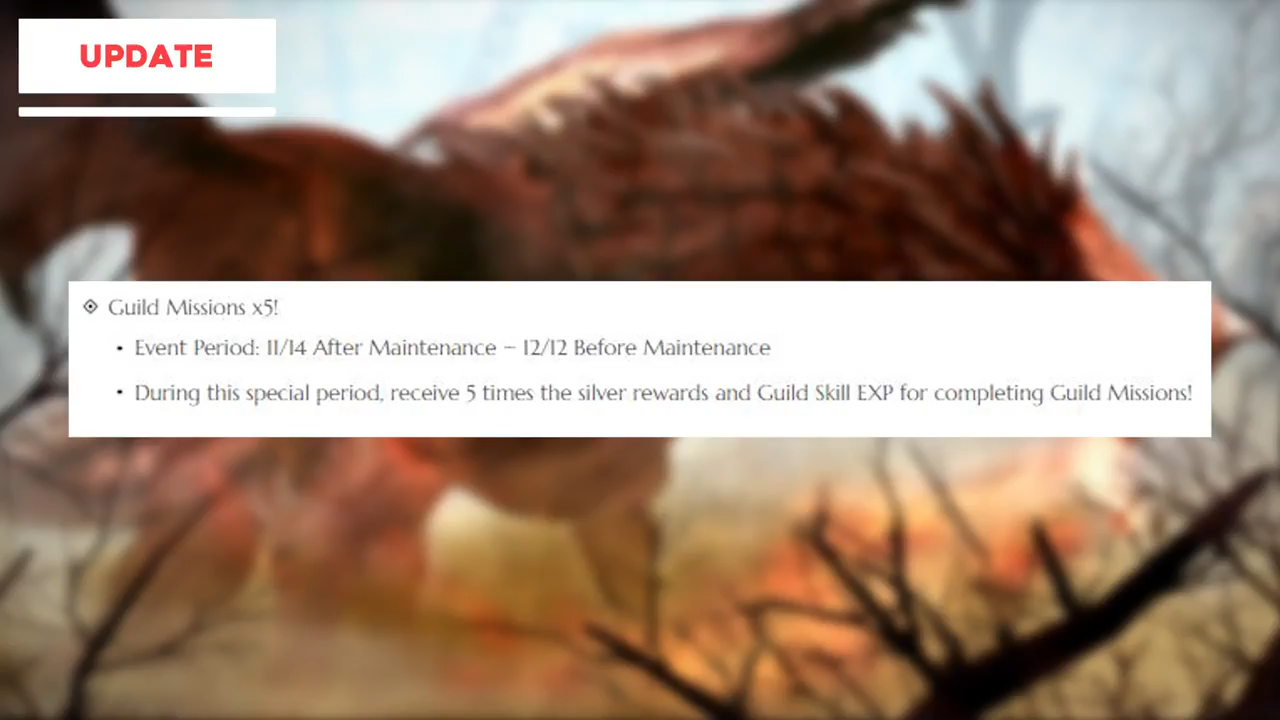 UPDATE
Guild Missions x5!
• Event Period: 11/14 After Maintenance – 12/12 Before Maintenance
• During this special period, receive 5 times the silver rewards and Guild Skill EXP for completing Guild Missions!